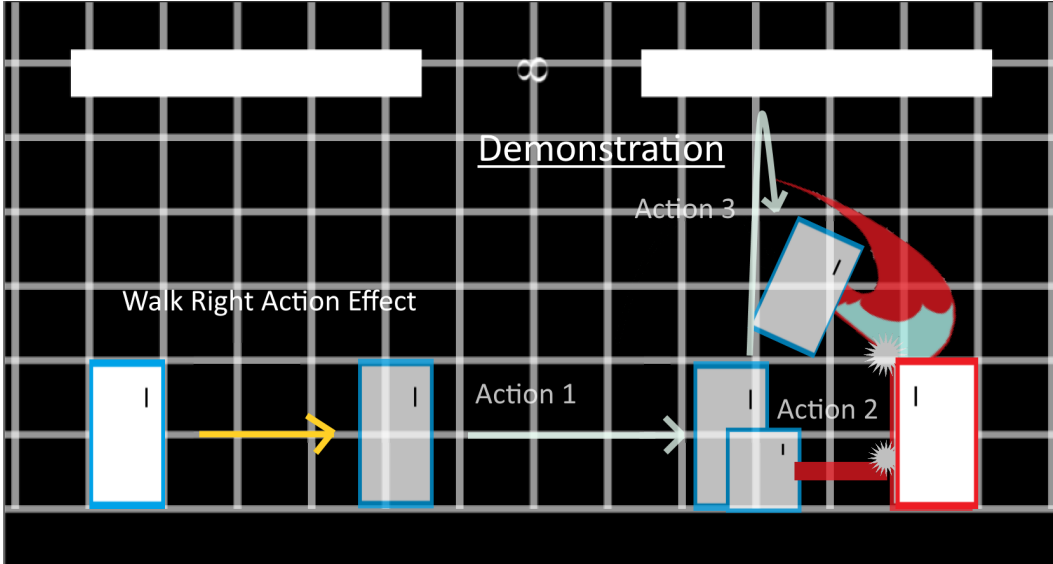 ∞
Demonstration
Action 3
Walk Right Action Effect
Action 1
Action 2